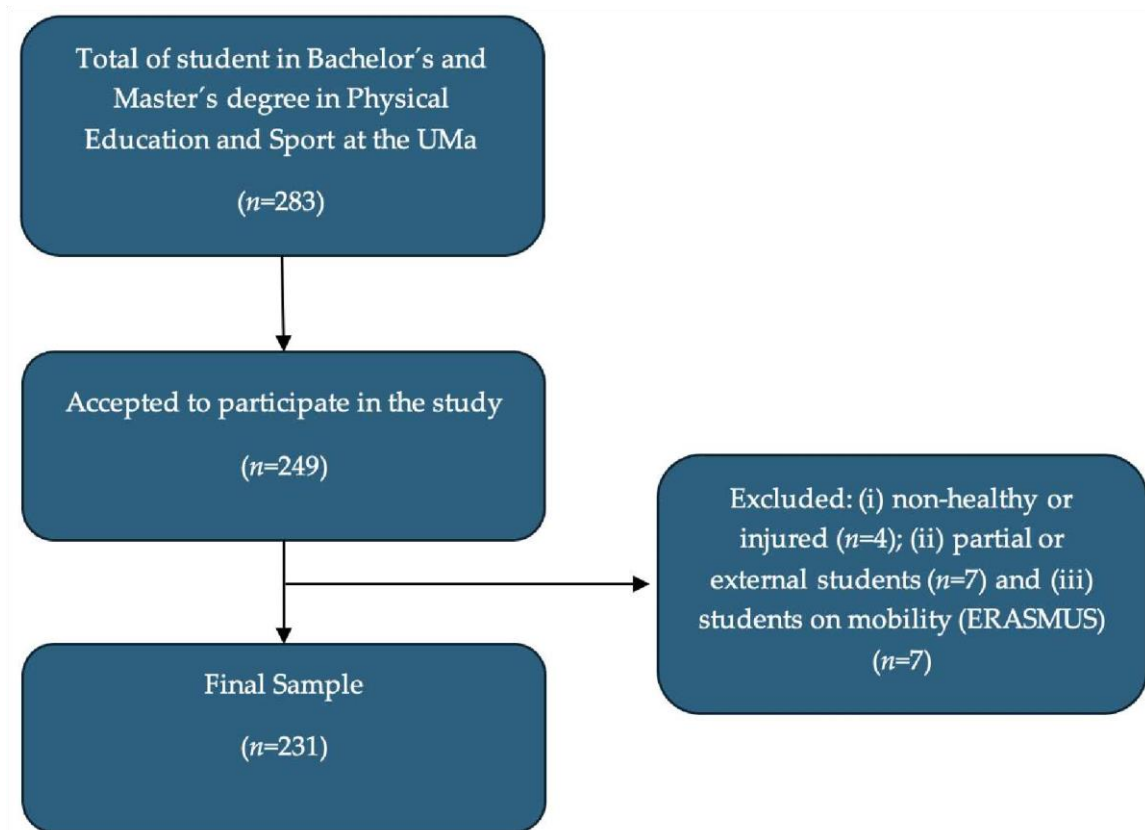 Total of student in Bachelor´s and
Master´s degree in Physical
Education and Sport at the UMa
(n=283)
Accepted to participate in the study
(n=249)
Excluded: (i) non-healthy or
injured (n=4); (ii) partial or
external students (n=7) and (iii)
students on mobility (ERASMUS)
(n=7)
Final Sample
(n=231)